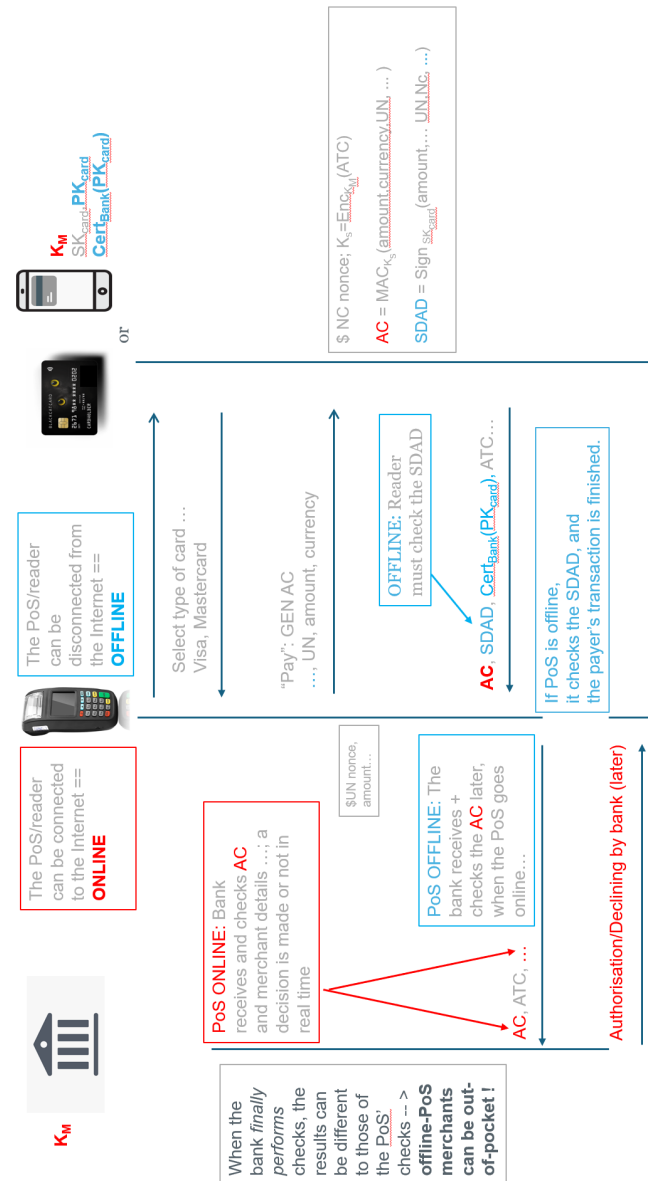 K_M
The PoS/reader
can be connected
to the Internet ==
ONLINE
The PoS/reader
can be
disconnected from
the Internet ==
OFFLINE
or
K_M
SK_card, PK_card
Cert_Bank(PK_card)
Select type of card …
Visa, Mastercard
PoS ONLINE: Bank
receives and checks AC
and merchant details …; a
decision is made or not in
real time
$UN nonce,
amount…
“Pay”: GEN AC
…, UN, amount, currency
$ NC nonce; K_S=Enc_K_M(ATC)
AC = MAC_K_S(amount,currency,UN, … )
SDAD = Sign SK_card(amount,… UN,Nc, …)
OFFLINE: Reader
must check the SDAD
AC, SDAD, Cert_Bank(PK_card), ATC…
PoS OFFLINE: The
bank receives +
checks the AC later,
when the PoS goes
online…
AC, ATC, …
If PoS is offline,
it checks the SDAD, and
the payer's transaction is finished.
Authorisation/Declining by bank (later)
When the
bank finally
performs
checks, the
results can
be different
to those of
the PoS'
checks -- >
offline-PoS
merchants
can be out-
of-pocket !